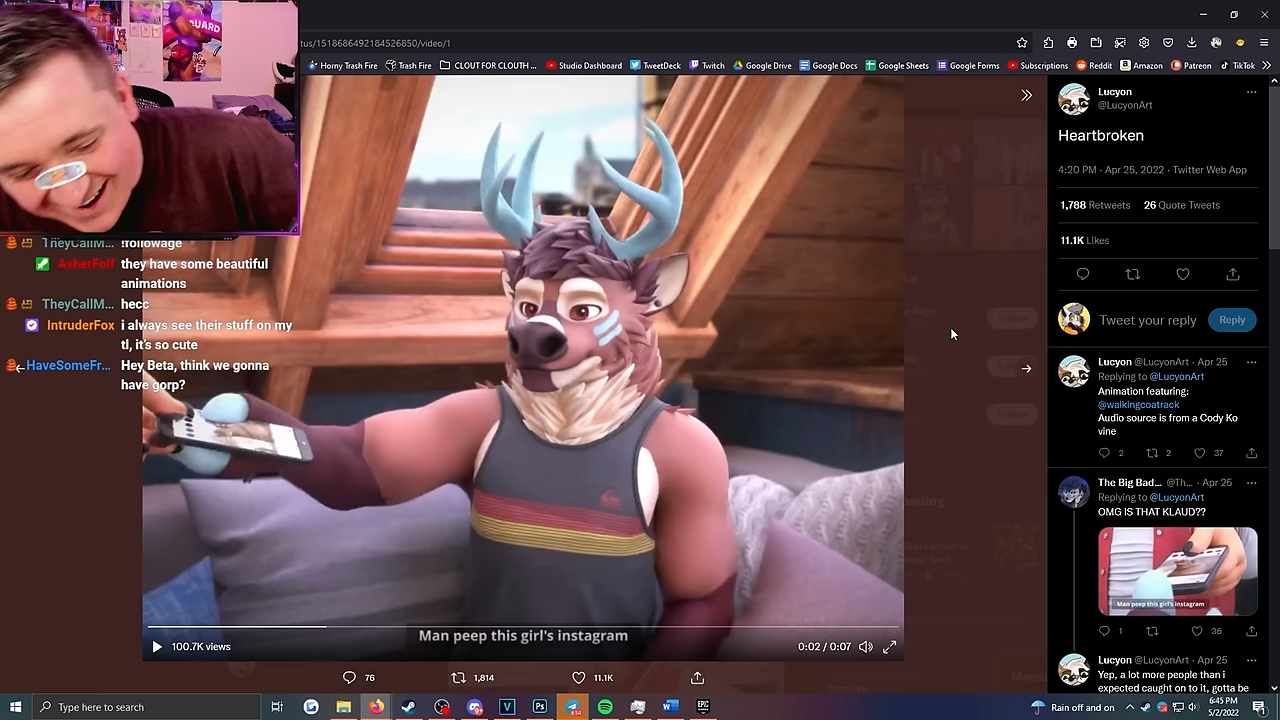 GUARD
tus/1518686492184526850/video/1
Horny Trash Fire
Trash Fire
CLOUT FOR CLOUTH ...
Studio Dashboard
TweetDeck
Twitch
Google Drive
Google Docs
Google Sheets
Google Forms
Subscriptions
Reddit
Amazon
Patreon
TikTok
TheyCallM... !followage
AsherFolf they have some beautiful
animations
TheyCallM... hecc
IntruderFox i always see their stuff on my
tl, it's so cute
HaveSomeFr... Hey Beta, think we gonna
have gorp?
Man peep this girl's instagram
100.7K views
0:02 / 0:07
76
1,814
11.1K
Lucyon
@LucyonArt
Heartbroken
4:20 PM · Apr 25, 2022 · Twitter Web App
1,788 Retweets 26 Quote Tweets
11.1K Likes
Tweet your reply
Reply
Lucyon @LucyonArt · Apr 25
Replying to @LucyonArt
Animation featuring:
@walkingcoatrack
Audio source is from a Cody Ko
vine
2 2 37
The Big Bad... @Th... · Apr 25
Replying to @LucyonArt
OMG IS THAT KLAUD??
Man peep this girl's instagram
1 36
Lucyon @LucyonArt · Apr 25
Yep, a lot more people than i
expected caught on to it, gotta be
Type here to search
Rain off and on
6:45 PM
5/2/2022